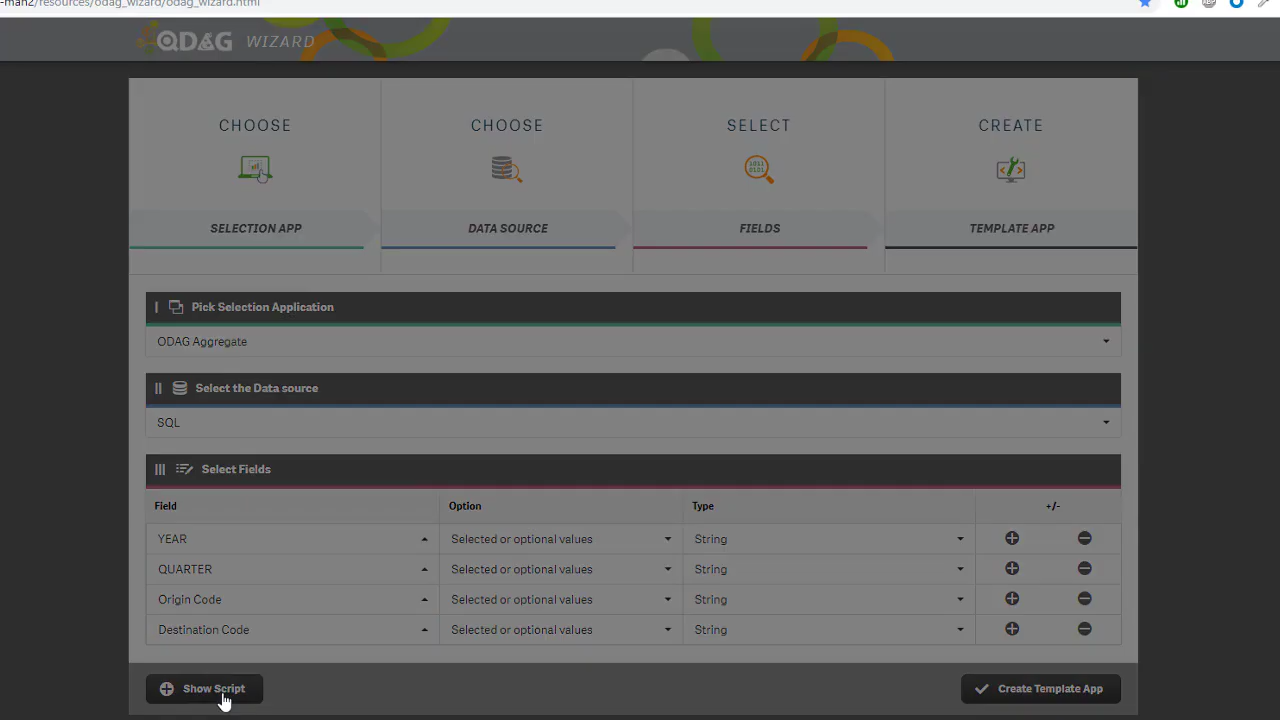 -man2/resources/odag_wizard/odag_wizard.html
ODAG WIZARD
CHOOSE
CHOOSE
SELECT
CREATE
SELECTION APP
DATA SOURCE
FIELDS
TEMPLATE APP
I Pick Selection Application
ODAG Aggregate
II Select the Data source
SQL
III Select Fields
Field Option Type +/-
YEAR Selected or optional values String
QUARTER Selected or optional values String
Origin Code Selected or optional values String
Destination Code Selected or optional values String
Show Script
Create Template App